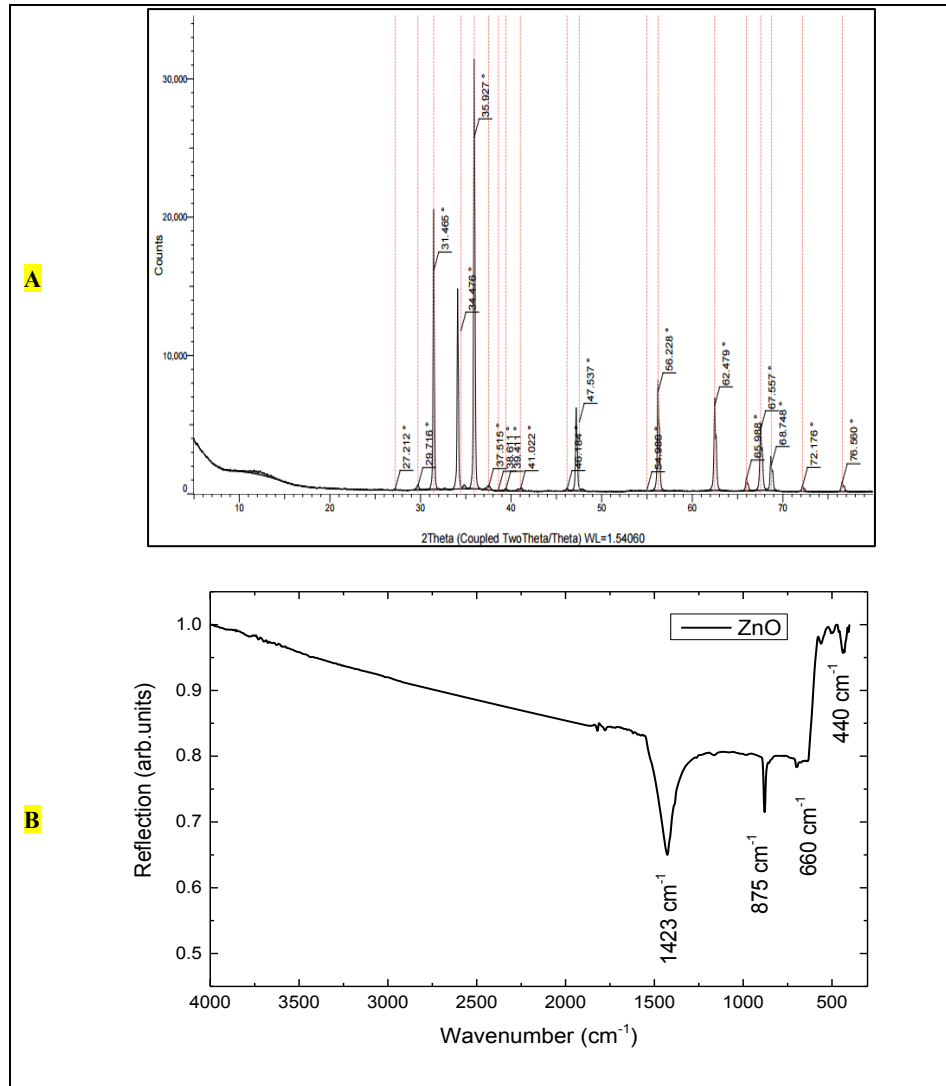 A
Counts
30,000
20,000
10,000
0
27.212 °
29.716 °
31.465 °
34.476 °
35.927 °
37.515 °
38.611 °
39.411 °
41.022 °
46.184 °
47.537 °
54.980 °
56.228 °
62.479 °
65.988 °
67.557 °
68.748 °
72.176 °
76.560 °
10 20 30 40 50 60 70
2Theta (Coupled TwoTheta/Theta) WL=1.54060
B
Reflection (arb.units)
1.0
0.9
0.8
0.7
0.6
0.5
ZnO
1423 cm⁻¹
875 cm⁻¹
660 cm⁻¹
440 cm⁻¹
4000 3500 3000 2500 2000 1500 1000 500
Wavenumber (cm⁻¹)